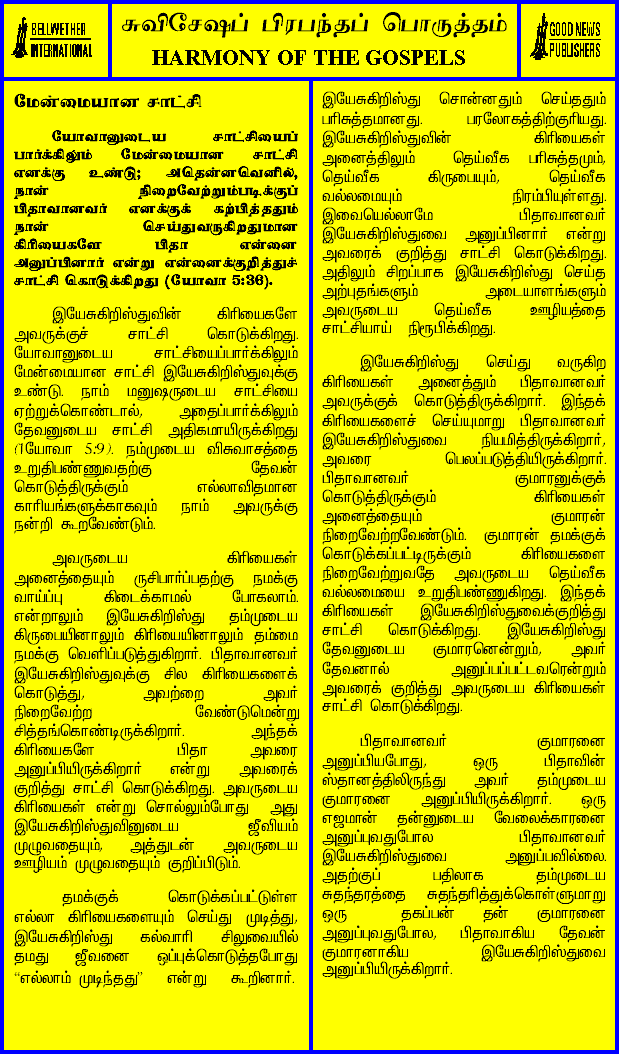 BELLWETHER
INTERNATIONAL
சுவிசேஷப் பிரபந்தப் பொருத்தம்
HARMONY OF THE GOSPELS
GOOD NEWS
PUBLISHERS
மேன்மையான சாட்சி
யோவானுடைய சாட்சியைப்
பார்க்கிலும் மேன்மையான சாட்சி
எனக்கு உண்டு; அதென்னவெனில்,
நான் நிறைவேற்றும்படிக்குப்
பிதாவானவர் எனக்குக் கற்பித்ததும்
நான் செய்துவருகிறதுமான
கிரியைகளே பிதா என்னை
அனுப்பினார் என்று என்னைக்குறித்துச்
சாட்சி கொடுக்கிறது (யோவா 5:36).
இயேசுகிறிஸ்துவின் கிரியைகளே
அவருக்குச் சாட்சி கொடுக்கிறது.
யோவானுடைய சாட்சியைப்பார்க்கிலும்
மேன்மையான சாட்சி இயேசுகிறிஸ்துவுக்கு
உண்டு. நாம் மனுஷருடைய சாட்சியை
ஏற்றுக்கொண்டால், அதைப்பார்க்கிலும்
தேவனுடைய சாட்சி அதிகமாயிருக்கிறது
(1யோவா 5:9). நம்முடைய விசுவாசத்தை
உறுதிபண்ணுவதற்கு தேவன்
கொடுத்திருக்கும் எல்லாவிதமான
காரியங்களுக்காகவும் நாம் அவருக்கு
நன்றி கூறவேண்டும்.
அவருடைய கிரியைகள்
அனைத்தையும் ருசிபார்ப்பதற்கு நமக்கு
வாய்ப்பு கிடைக்காமல் போகலாம்.
என்றாலும் இயேசுகிறிஸ்து தம்முடைய
கிருபையினாலும் கிரியையினாலும் தம்மை
நமக்கு வெளிப்படுத்துகிறார். பிதாவானவர்
இயேசுகிறிஸ்துவுக்கு சில கிரியைகளைக்
கொடுத்து, அவற்றை அவர்
நிறைவேற்ற வேண்டுமென்று
சித்தங்கொண்டிருக்கிறார். அந்தக்
கிரியைகளே பிதா அவரை
அனுப்பியிருக்கிறார் என்று அவரைக்
குறித்து சாட்சி கொடுக்கிறது. அவருடைய
கிரியைகள் என்று சொல்லும்போது அது
இயேசுகிறிஸ்துவினுடைய ஜீவியம்
முழுவதையும், அத்துடன் அவருடைய
ஊழியம் முழுவதையும் குறிப்பிடும்.
தமக்குக் கொடுக்கப்பட்டுள்ள
எல்லா கிரியைகளையும் செய்து முடித்து,
இயேசுகிறிஸ்து கல்வாரி சிலுவையில்
தமது ஜீவனை ஒப்புக்கொடுத்தபோது
“எல்லாம் முடிந்தது” என்று கூறினார்.
இயேசுகிறிஸ்து சொன்னதும் செய்ததும்
பரிசுத்தமானது. பரலோகத்திற்குரியது.
இயேசுகிறிஸ்துவின் கிரியைகள்
அனைத்திலும் தெய்வீக பரிசுத்தமும்,
தெய்வீக கிருபையும், தெய்வீக
வல்லமையும் நிரம்பியுள்ளது.
இவையெல்லாமே பிதாவானவர்
இயேசுகிறிஸ்துவை அனுப்பினார் என்று
அவரைக் குறித்து சாட்சி கொடுக்கிறது.
அதிலும் சிறப்பாக இயேசுகிறிஸ்து செய்த
அற்புதங்களும் அடையாளங்களும்
அவருடைய தெய்வீக ஊழியத்தை
சாட்சியாய் நிரூபிக்கிறது.
இயேசுகிறிஸ்து செய்து வருகிற
கிரியைகள் அனைத்தும் பிதாவானவர்
அவருக்குக் கொடுத்திருக்கிறார். இந்தக்
கிரியைகளைச் செய்யுமாறு பிதாவானவர்
இயேசுகிறிஸ்துவை நியமித்திருக்கிறார்,
அவரை பெலப்படுத்தியிருக்கிறார்.
பிதாவானவர் குமாரனுக்குக்
கொடுத்திருக்கும் கிரியைகள்
அனைத்தையும் குமாரன்
நிறைவேற்றவேண்டும். குமாரன் தமக்குக்
கொடுக்கப்பட்டிருக்கும் கிரியைகளை
நிறைவேற்றுவதே அவருடைய தெய்வீக
வல்லமையை உறுதிபண்ணுகிறது. இந்தக்
கிரியைகள் இயேசுகிறிஸ்துவைக்குறித்து
சாட்சி கொடுக்கிறது. இயேசுகிறிஸ்து
தேவனுடைய குமாரனென்றும், அவர்
தேவனால் அனுப்பப்பட்டவரென்றும்
அவரைக் குறித்து அவருடைய கிரியைகள்
சாட்சி கொடுக்கிறது.
பிதாவானவர் குமாரனை
அனுப்பியபோது, ஒரு பிதாவின்
ஸ்தானத்திலிருந்து அவர் தம்முடைய
குமாரனை அனுப்பியிருக்கிறார். ஒரு
எஜமான் தன்னுடைய வேலைக்காரனை
அனுப்புவதுபோல பிதாவானவர்
இயேசுகிறிஸ்துவை அனுப்பவில்லை.
அதற்குப் பதிலாக தம்முடைய
சுதந்தரத்தை சுதந்தரித்துக்கொள்ளுமாறு
ஒரு தகப்பன் தன் குமாரனை
அனுப்புவதுபோல, பிதாவாகிய தேவன்
குமாரனாகிய இயேசுகிறிஸ்துவை
அனுப்பியிருக்கிறார்.